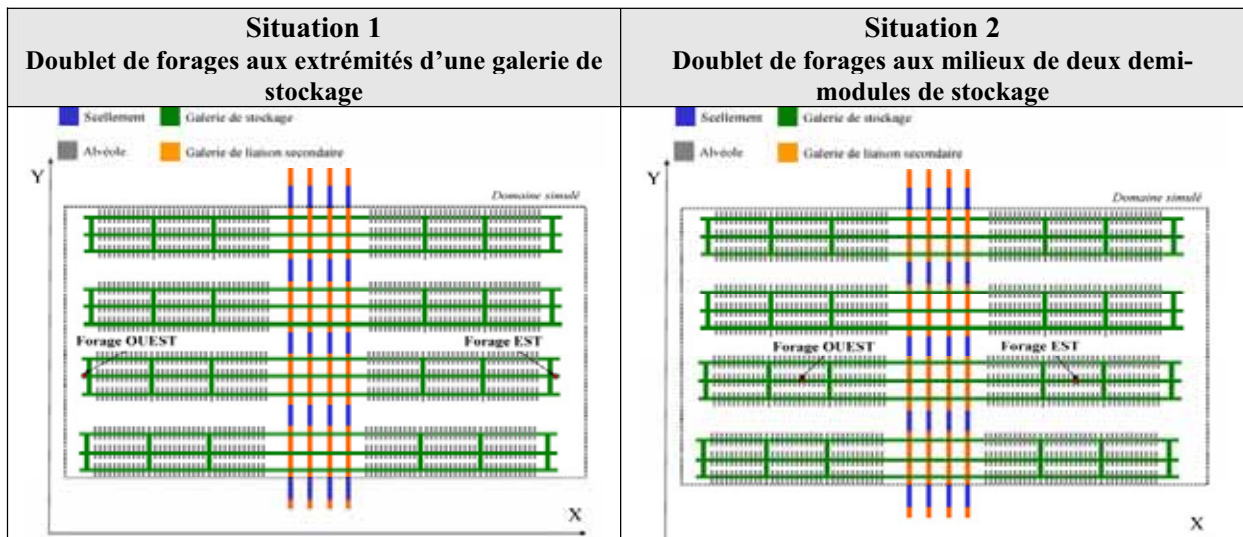 Situation 1
Doublet de forages aux extrémités d’une galerie de
stockage
Situation 2
Doublet de forages aux milieux de deux demi-
modules de stockage
Scellement
Galerie de stockage
Alvéole
Galerie de liaison secondaire
Y
Domaine simulé
Forage OUEST
Forage EST
X
Scellement
Galerie de stockage
Alvéole
Galerie de liaison secondaire
Y
Domaine simulé
Forage OUEST
Forage EST
X